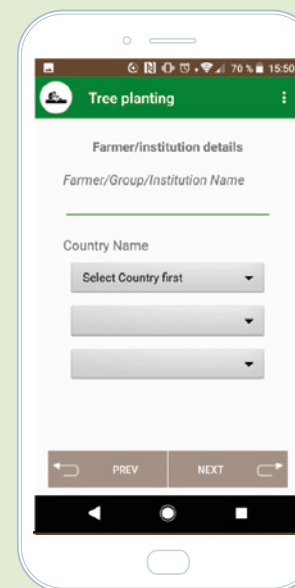 70 % 15:50
Tree planting
Farmer/institution details
Farmer/Group/Institution Name
Country Name
Select Country first
PREV NEXT